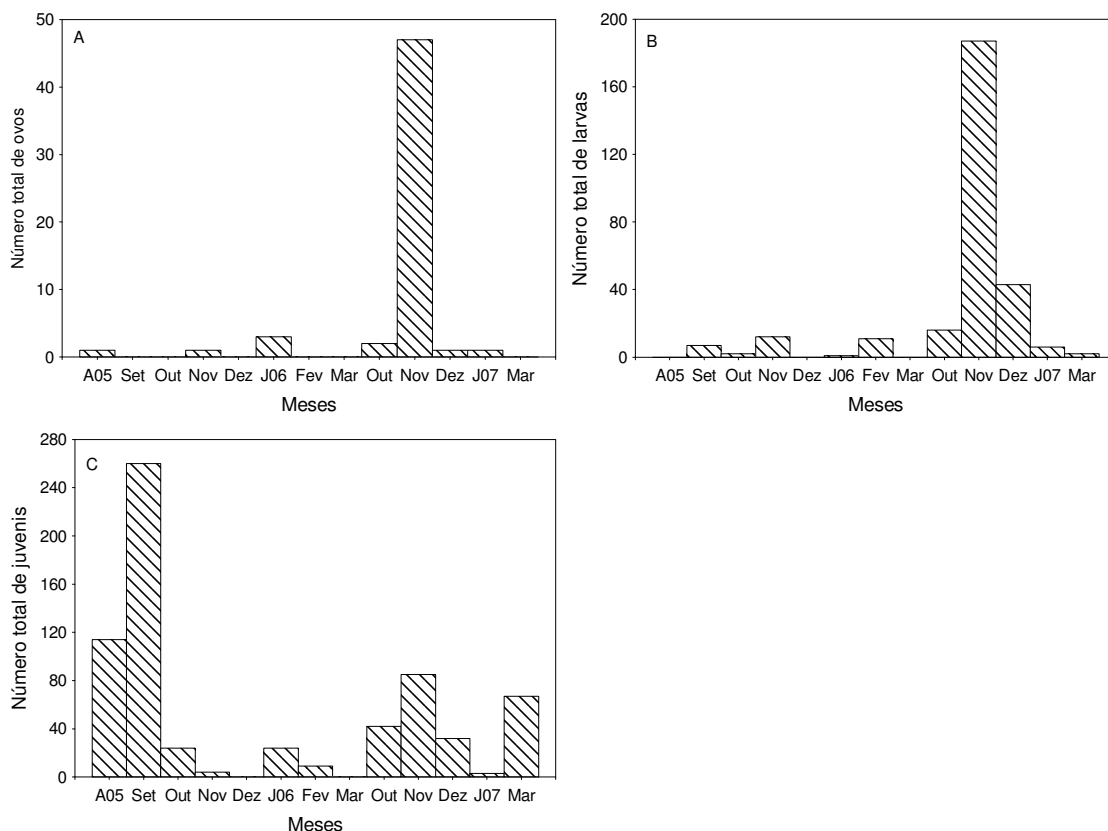 A
50
40
30
20
10
0
Número total de ovos
A05 Set Out Nov Dez J06 Fev Mar Out Nov Dez J07 Mar
Meses
B
200
160
120
80
40
0
Número total de larvas
A05 Set Out Nov Dez J06 Fev Mar Out Nov Dez J07 Mar
Meses
C
280
240
200
160
120
80
40
0
Número total de juvenis
A05 Set Out Nov Dez J06 Fev Mar Out Nov Dez J07 Mar
Meses